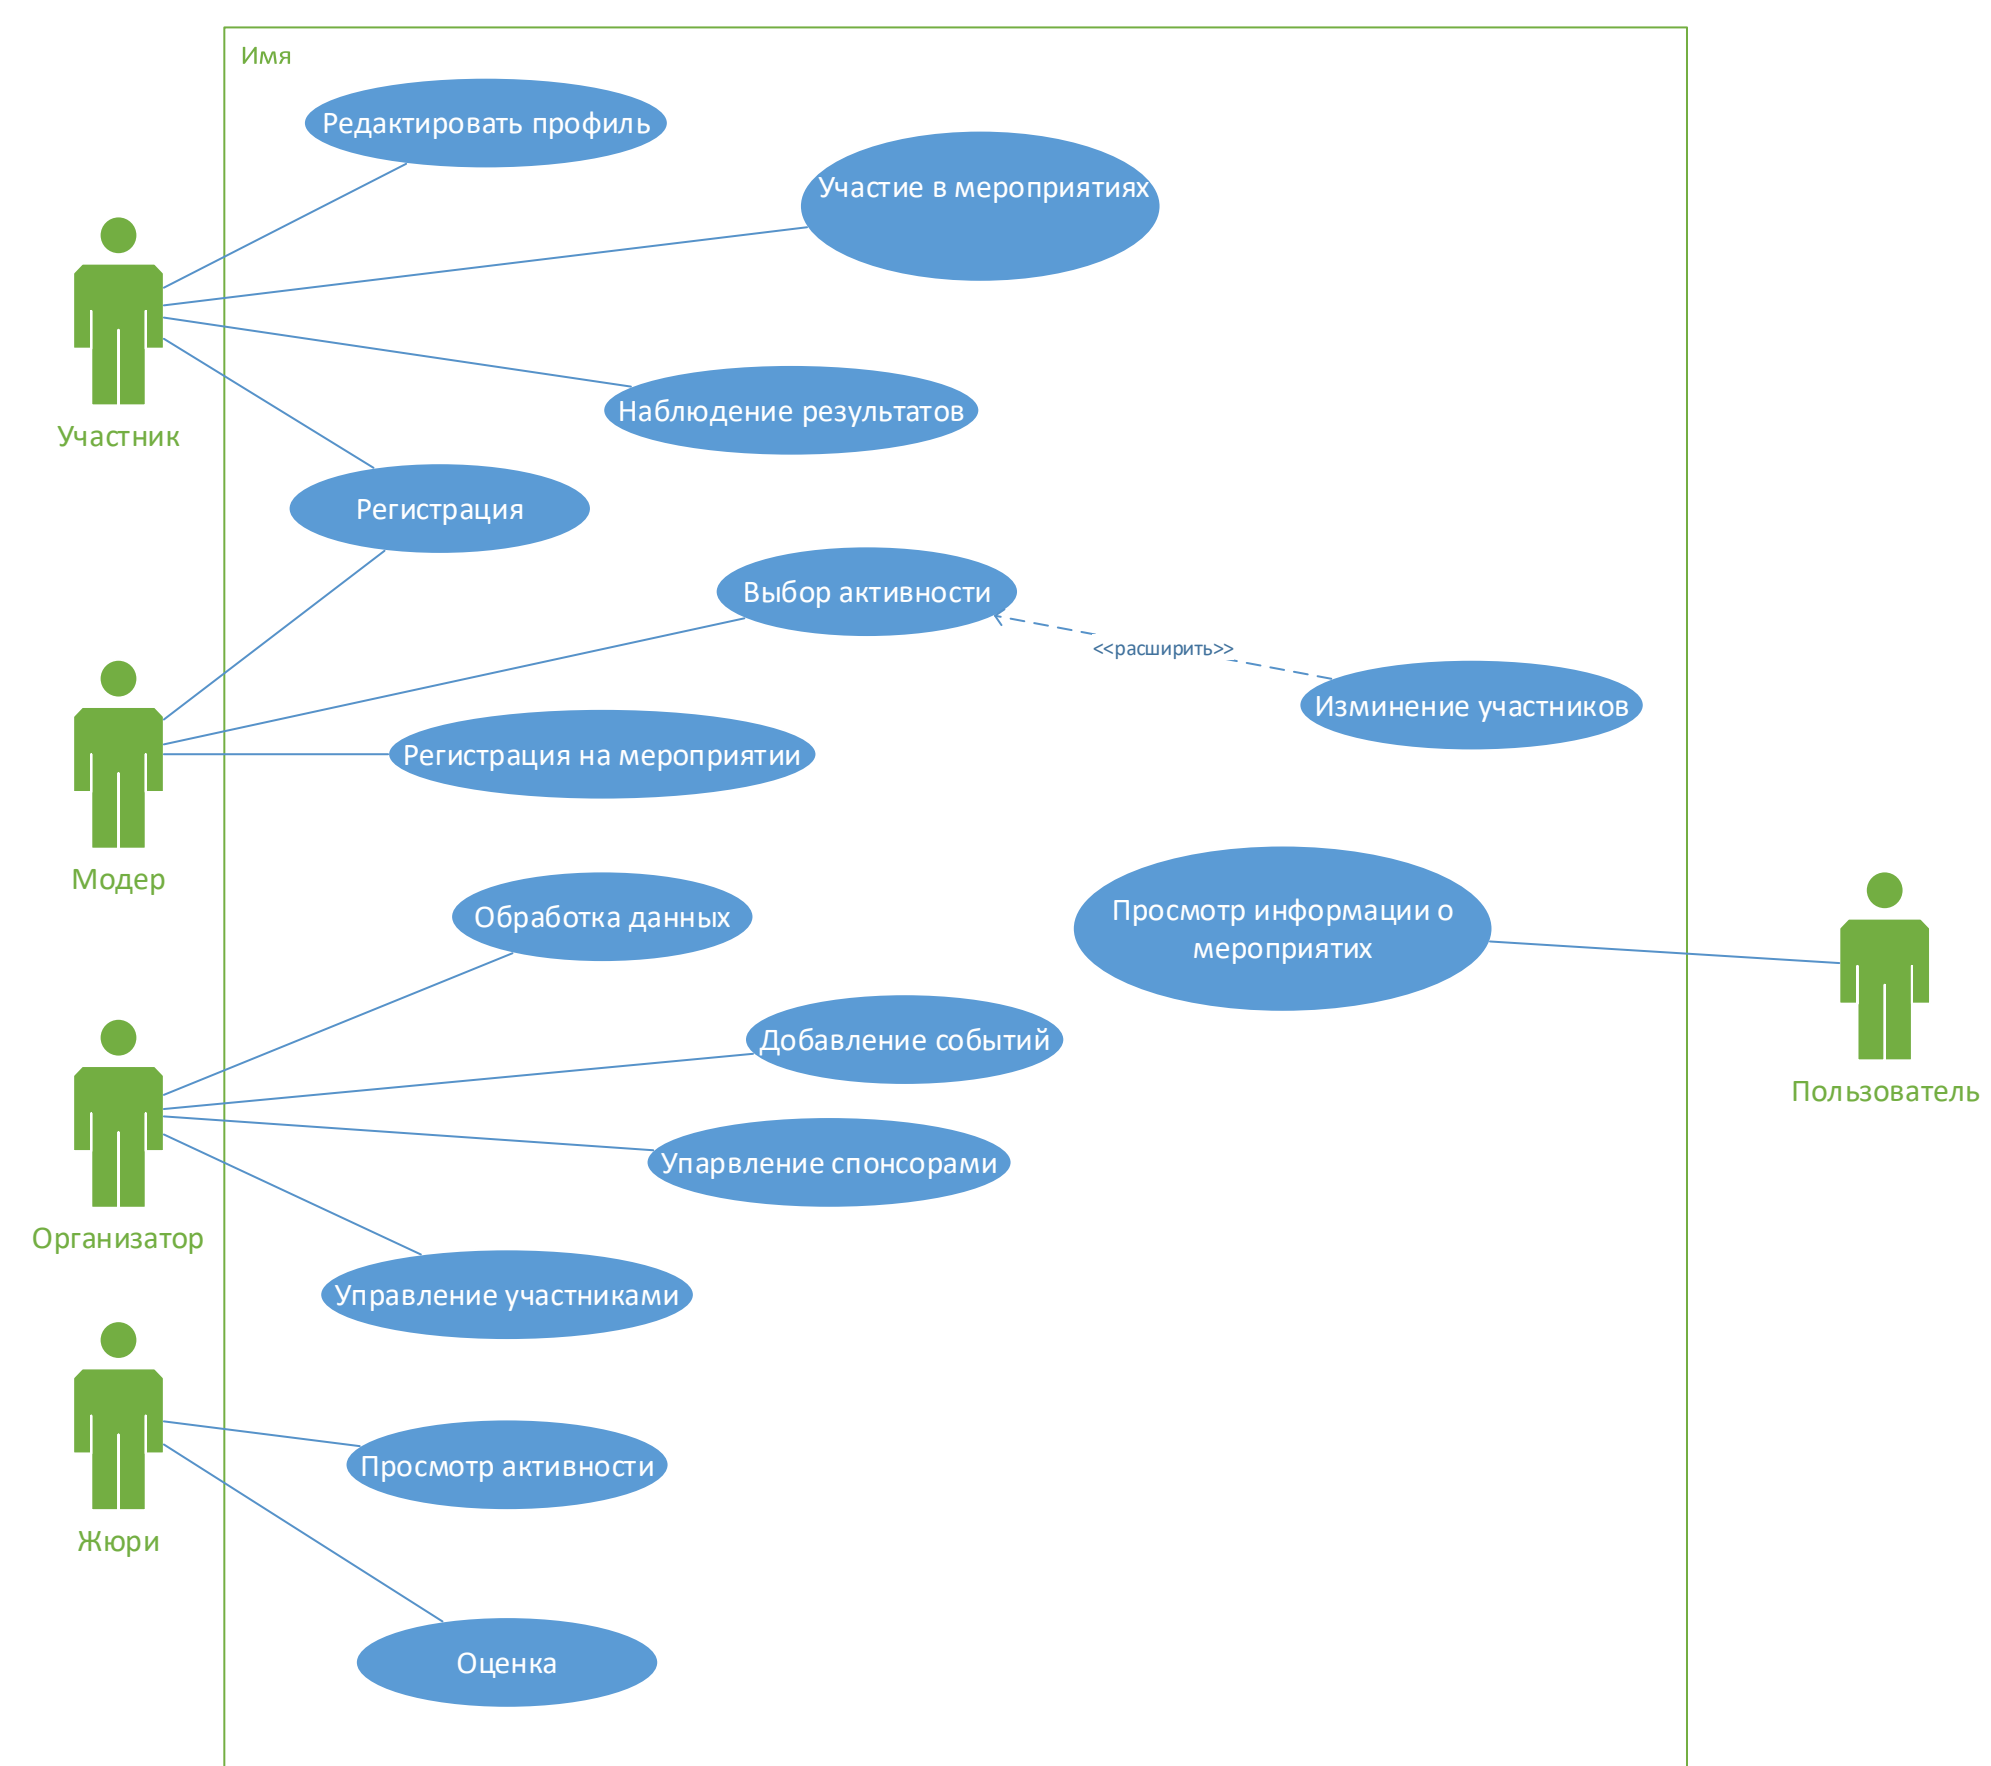 Имя
Редактировать профиль
Участие в мероприятиях
Наблюдение результатов
Участник
Регистрация
Выбор активности
<<расширить>>
Изминение участников
Регистрация на мероприятии
Модер
Обработка данных
Просмотр информации о
мероприятих
Добавление событий
Пользователь
Упарвление спонсорами
Организатор
Управление участниками
Просмотр активности
Жюри
Оценка